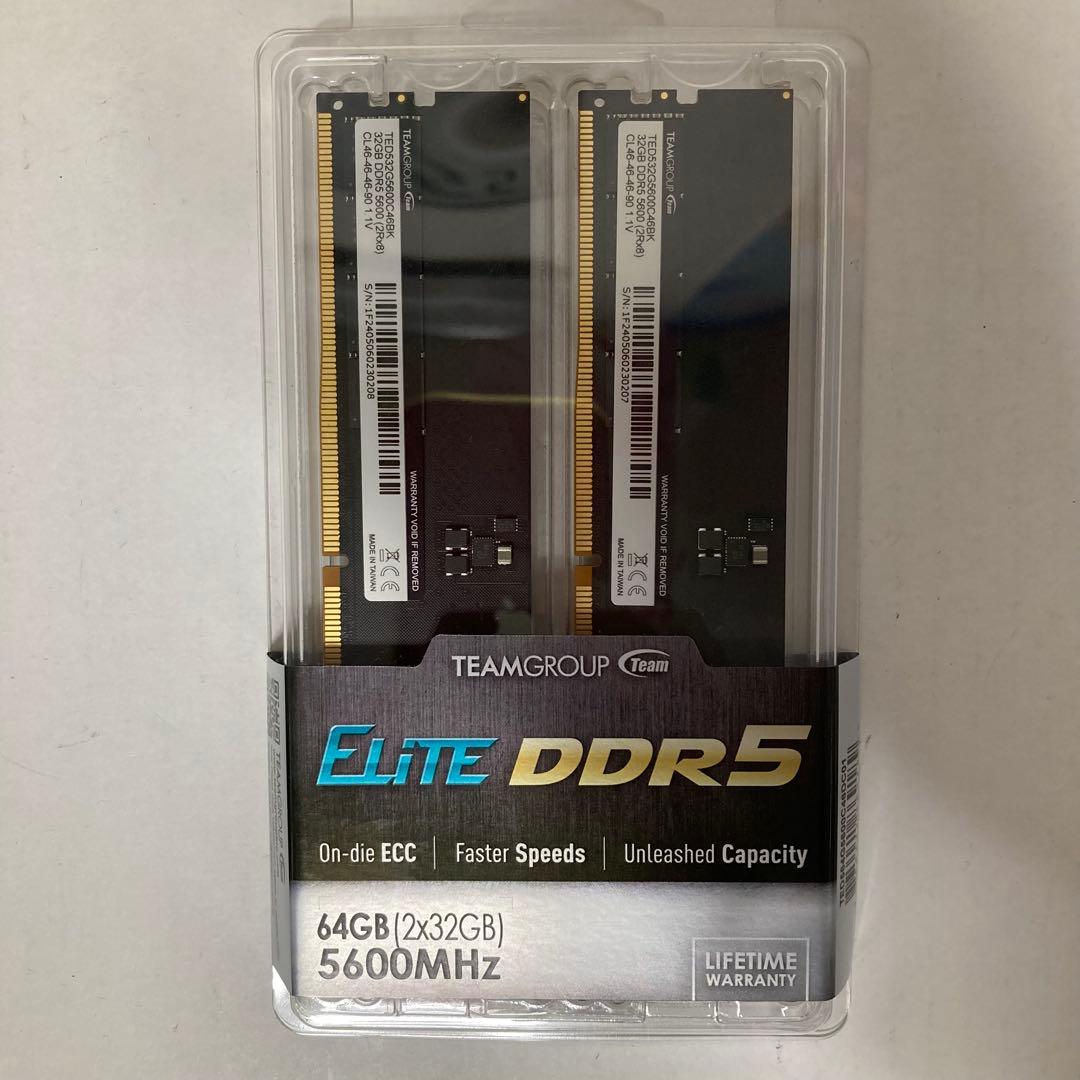 TEAMGROUP Team
TED532G5600C46BK
32GB DDR5 5600 (2Rx8)
CL46-46-46-90 1.1V
S/N:1F2405060230208
WARRANTY VOID IF REMOVED
MADE IN TAIWAN
CE
TEAMGROUP Team
TED532G5600C46BK
32GB DDR5 5600 (2Rx8)
CL46-46-46-90 1.1V
S/N:1F2405060230207
WARRANTY VOID IF REMOVED
MADE IN TAIWAN
CE
TEAMGROUP Team
ELiTE DDR5
On-die ECC | Faster Speeds | Unleashed Capacity
64GB(2x32GB)
5600MHz
LIFETIME
WARRANTY